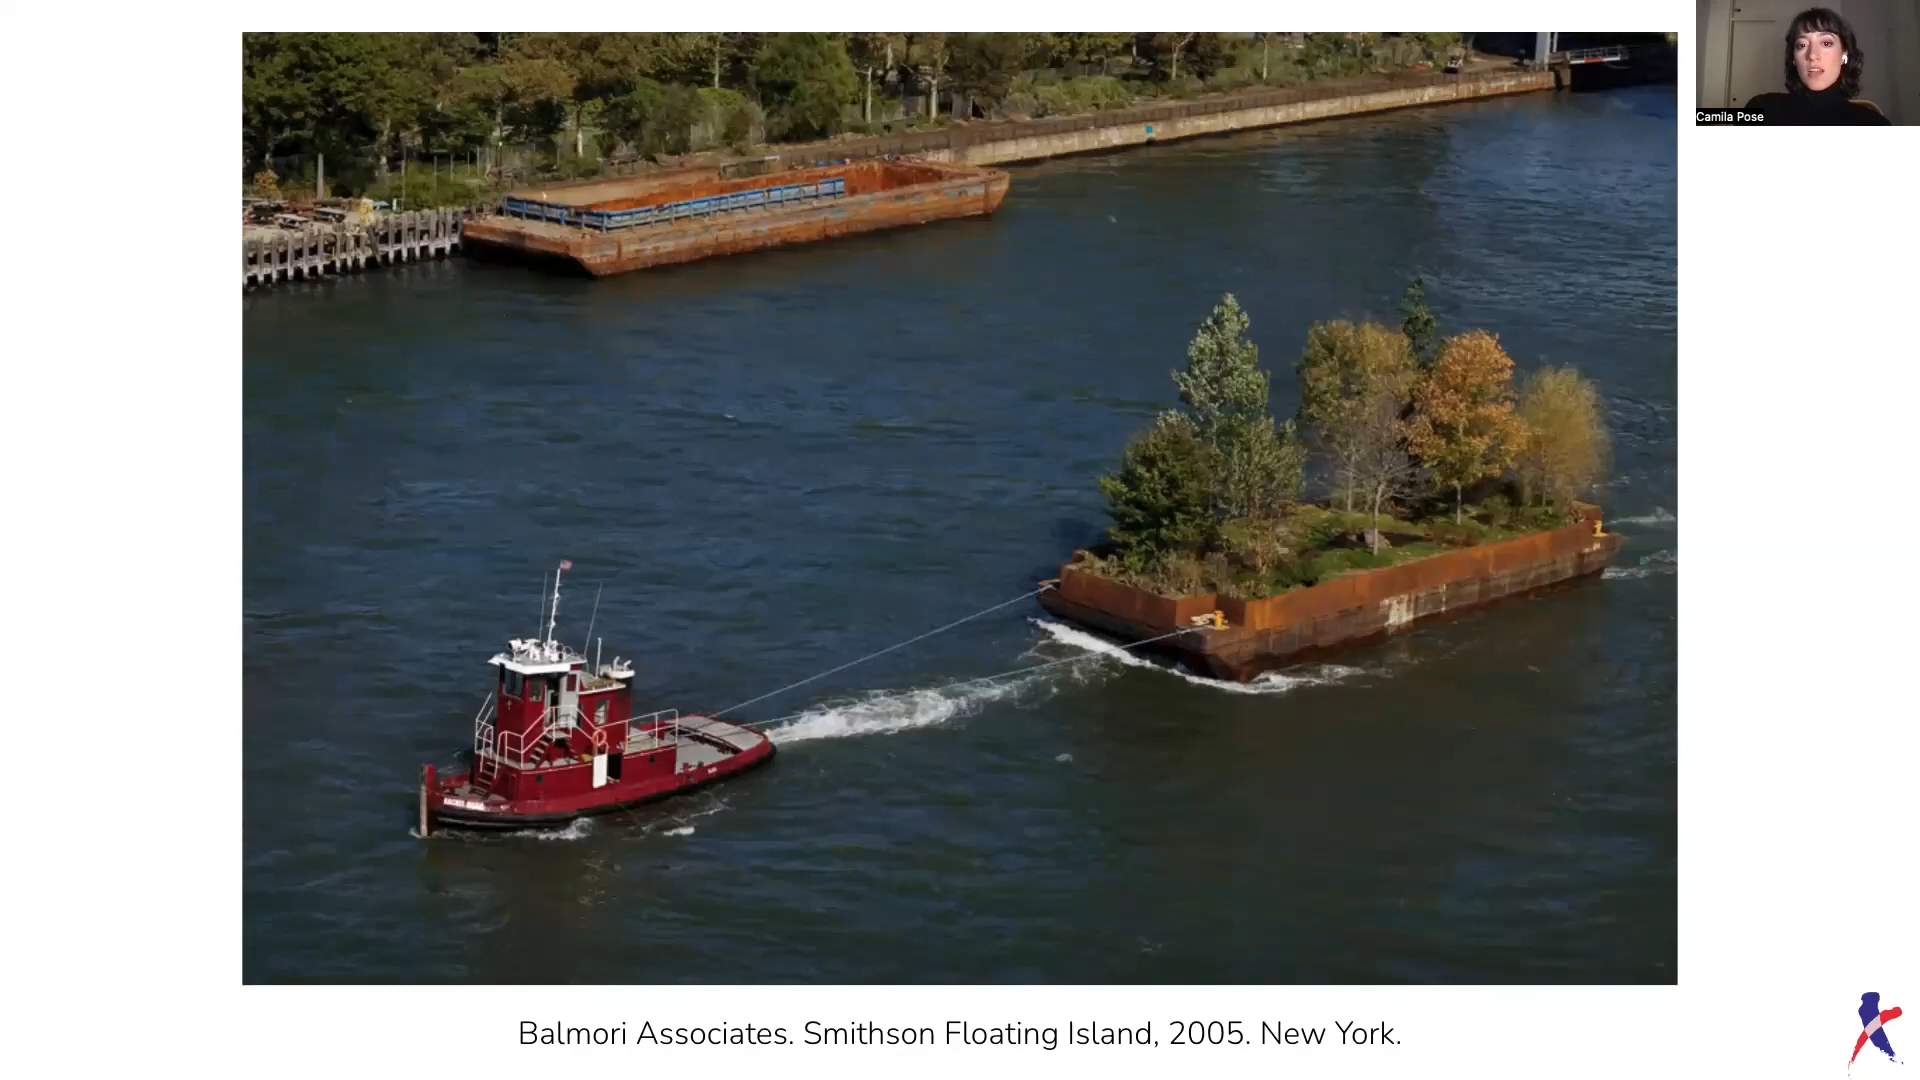 Camila Pose
Balmori Associates. Smithson Floating Island, 2005. New York.